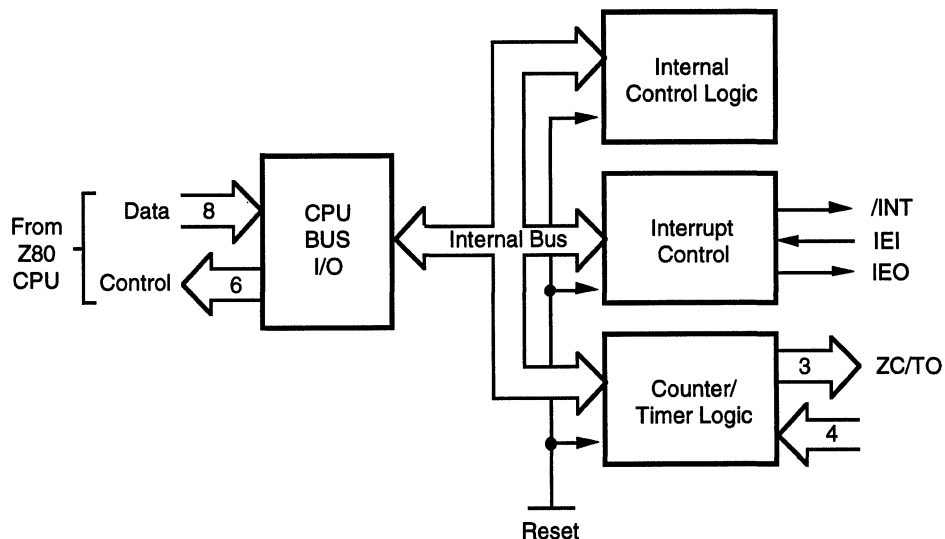 Internal
Control Logic
From
Z80
CPU
Data
8
Control
6
CPU
BUS
I/O
Internal Bus
Interrupt
Control
/INT
IEI
IEO
Counter/
Timer Logic
3
ZC/TO
4
Reset